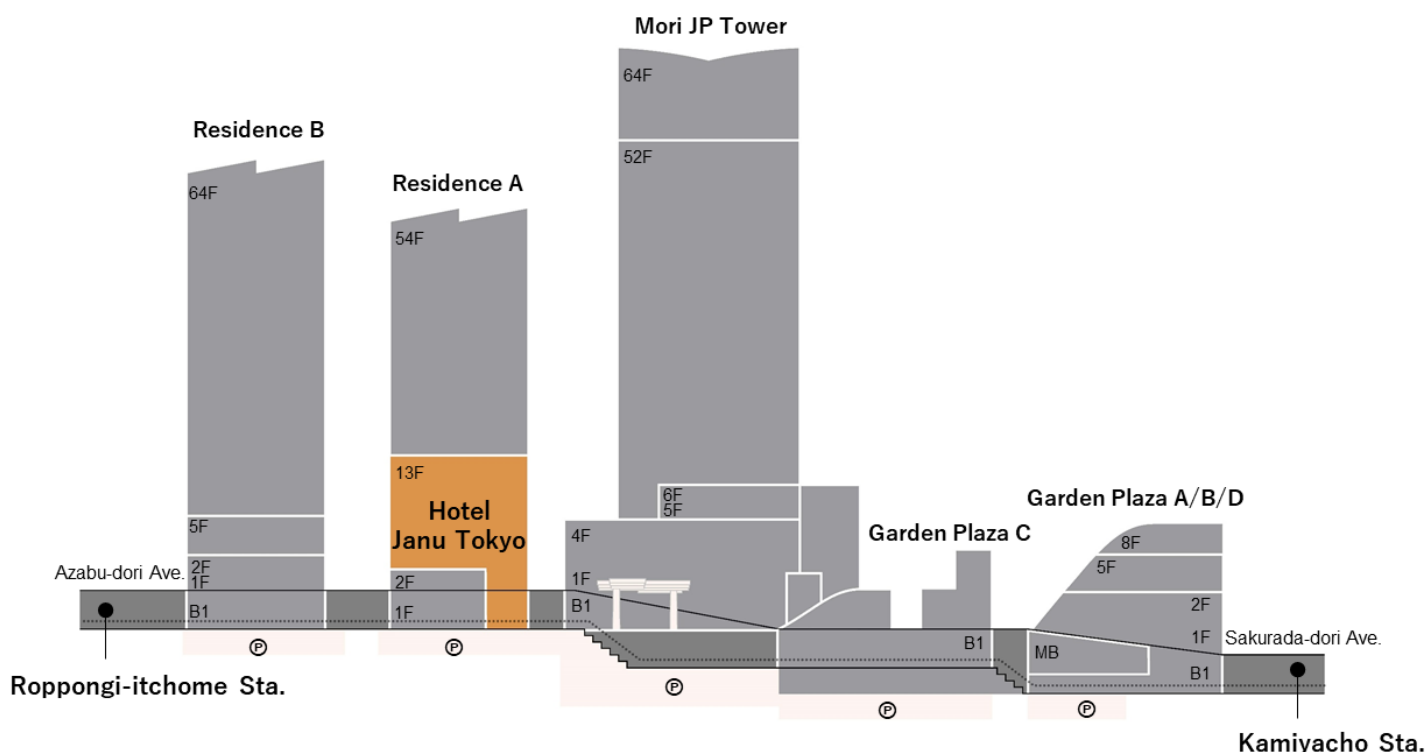 Mori JP Tower
64F
52F
6F
5F
4F
1F
B1
Residence B
64F
5F
2F
1F
B1
Residence A
54F
13F
Hotel
Janu Tokyo
2F
1F
Garden Plaza C
B1
Garden Plaza A/B/D
8F
5F
2F
1F
MB
B1
Azabu-dori Ave.
Sakurada-dori Ave.
Roppongi-itchome Sta.
Kamiyacho Sta.
P
P
P
P
P